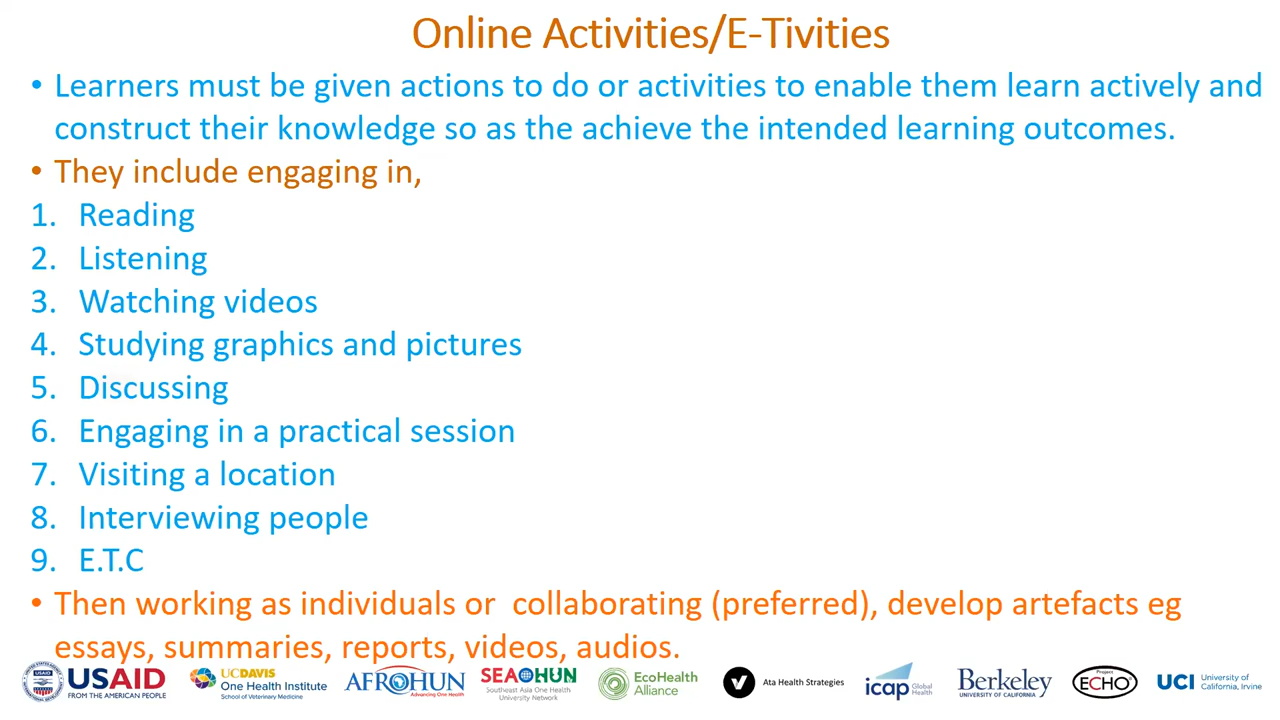 Online Activities/E-Tivities
• Learners must be given actions to do or activities to enable them learn actively and
construct their knowledge so as the achieve the intended learning outcomes.
• They include engaging in,
1. Reading
2. Listening
3. Watching videos
4. Studying graphics and pictures
5. Discussing
6. Engaging in a practical session
7. Visiting a location
8. Interviewing people
9. E.T.C
• Then working as individuals or  collaborating (preferred), develop artefacts eg
essays, summaries, reports, videos, audios.
USAID
FROM THE AMERICAN PEOPLE
UCDAVIS
One Health Institute
School of Veterinary Medicine
AFROHUN
Advancing One Health
SEAOHUN
Southeast Asia One Health
University Network
EcoHealth
Alliance
Ata Health Strategies
icap Global
Health
Berkeley
UNIVERSITY OF CALIFORNIA
Project
ECHO
UCI University of
California, Irvine